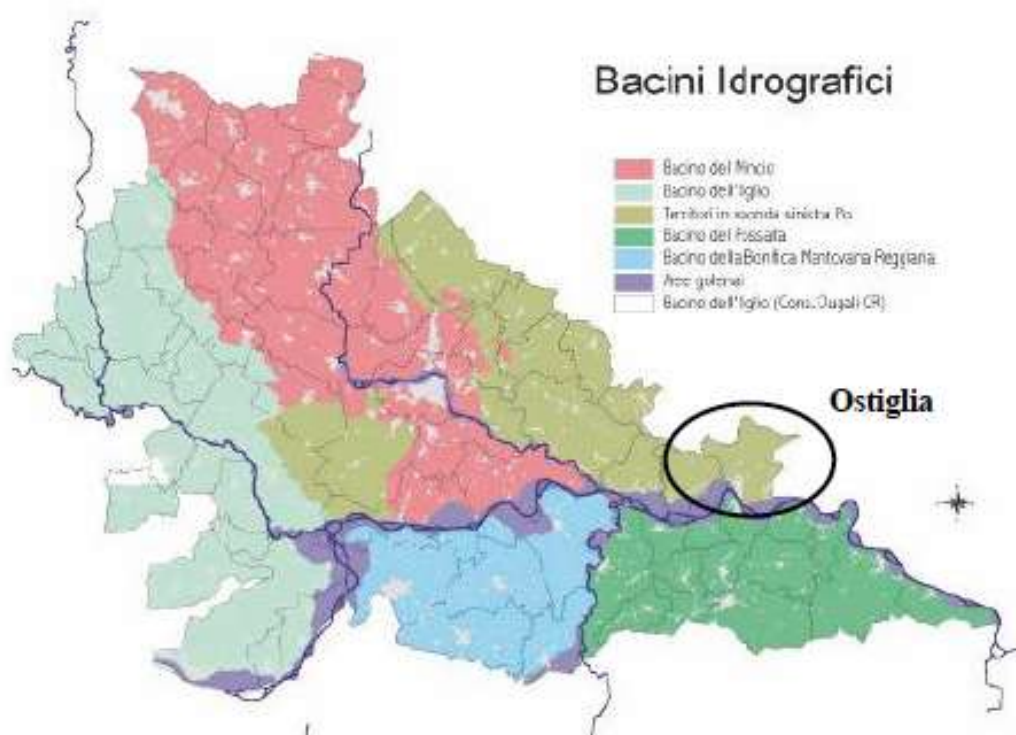 Bacini Idrografici
Bacino del Mincio
Bacino dell'Oglio
Territori in sponda sinistra Po
Bacino del Fossalta
Bacino della Bonifica Mantovana Reggiana
Aree golenali
Bacino dell'Oglio (Cons. Dugali CR)
Ostiglia